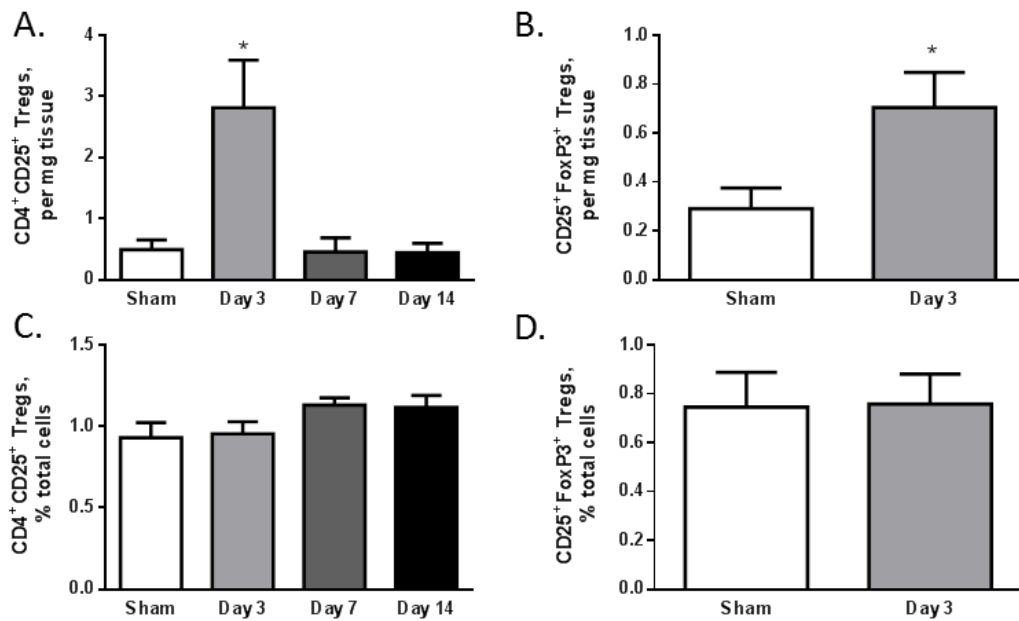 A.
CD4⁺CD25⁺ Tregs,
per mg tissue
4
3
2
1
0
*
Sham
Day 3
Day 7
Day 14
B.
CD25⁺FoxP3⁺ Tregs,
per mg tissue
1.0
0.8
0.6
0.4
0.2
0.0
*
Sham
Day 3
C.
CD4⁺CD25⁺ Tregs,
% total cells
1.5
1.0
0.5
0.0
Sham
Day 3
Day 7
Day 14
D.
CD25⁺FoxP3⁺ Tregs,
% total cells
1.0
0.8
0.6
0.4
0.2
0.0
Sham
Day 3